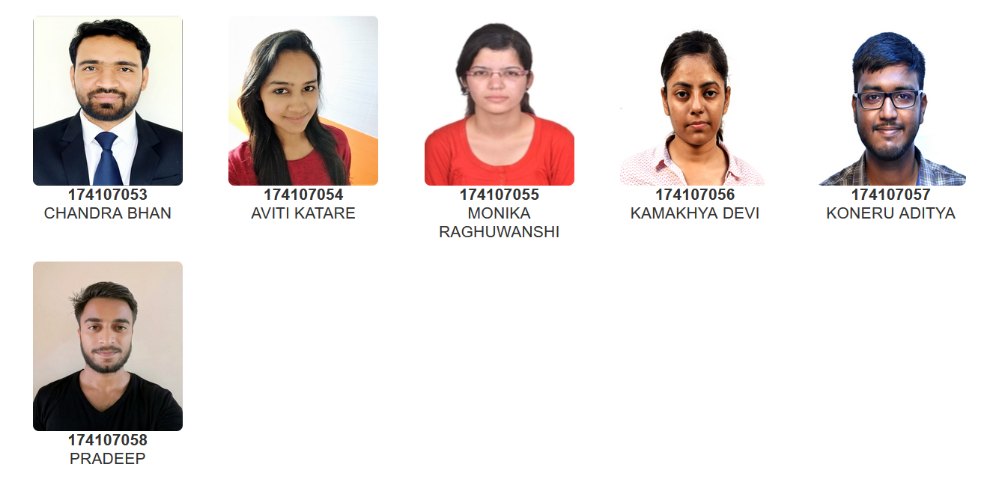 174107053
CHANDRA BHAN
174107054
AVITI KATARE
174107055
MONIKA
RAGHUWANSHI
174107056
KAMAKHYA DEVI
174107057
KONERU ADITYA
174107058
PRADEEP